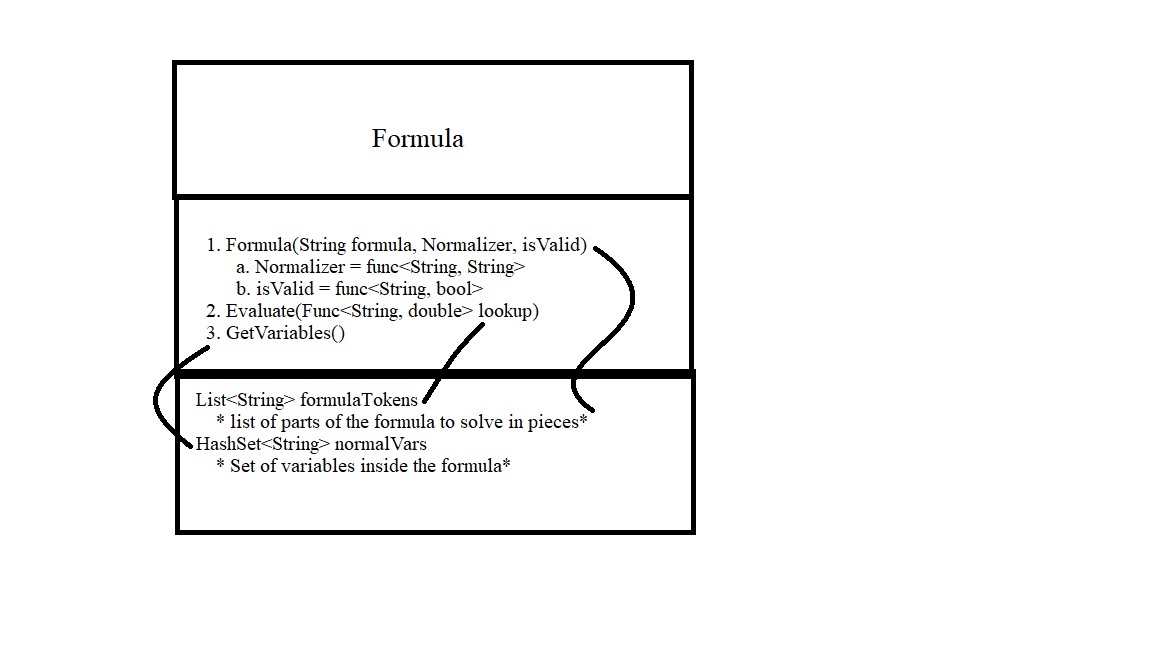 Formula
1. Formula(String formula, Normalizer, isValid)
a. Normalizer = func<String, String>
b. isValid = func<String, bool>
2. Evaluate(Func<String, double> lookup)
3. GetVariables()
List<String> formulaTokens
* list of parts of the formula to solve in pieces*
HashSet<String> normalVars
* Set of variables inside the formula*